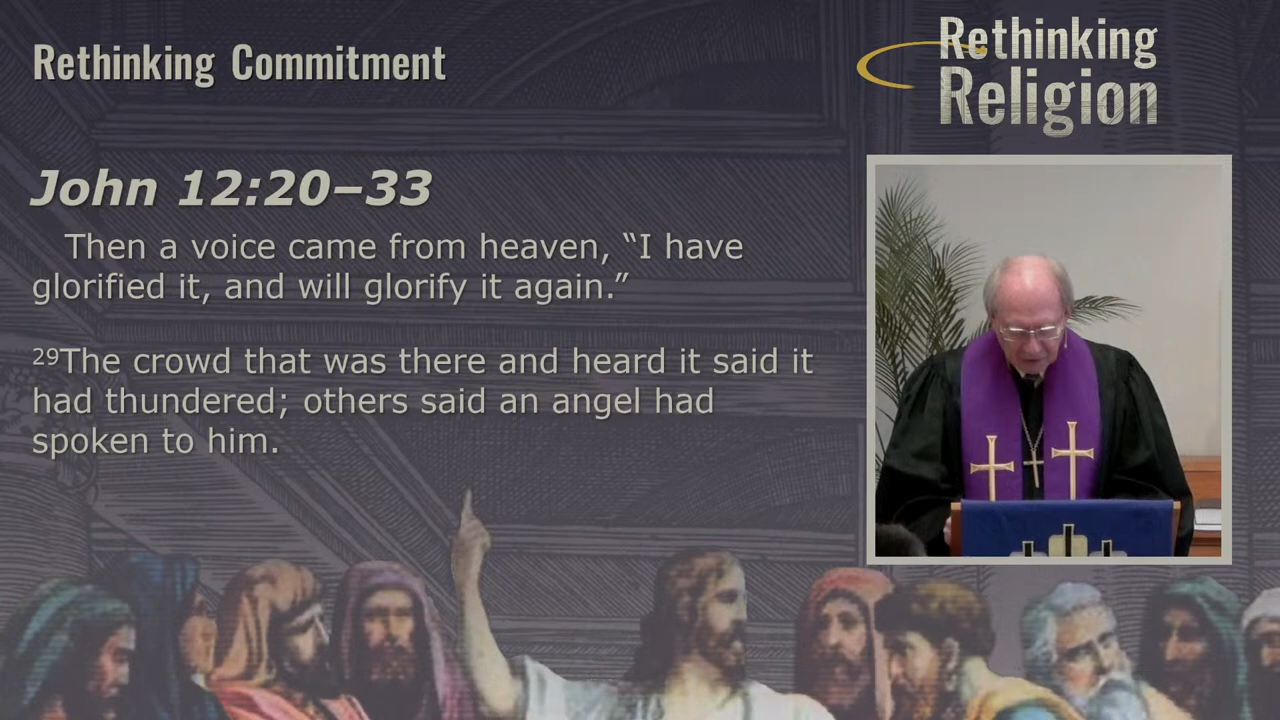 Rethinking Commitment
Rethinking
Religion
John 12:20–33
Then a voice came from heaven, “I have
glorified it, and will glorify it again.”
²⁹The crowd that was there and heard it said it
had thundered; others said an angel had
spoken to him.